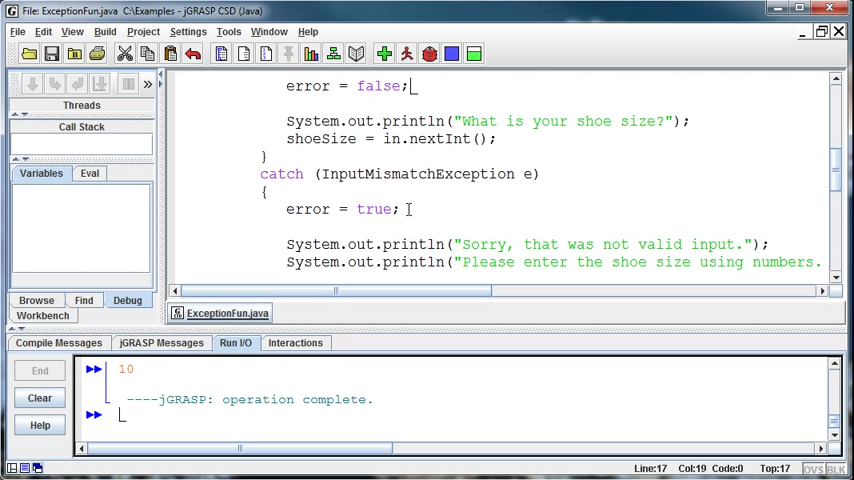 File: ExceptionFun.java C:\Examples - jGRASP CSD (Java)
File Edit View Build Project Settings Tools Window Help
Threads
Call Stack
Variables Eval
Browse Find Debug
Workbench
error = false;
System.out.println("What is your shoe size?");
shoeSize = in.nextInt();
}
catch (InputMismatchException e)
{
error = true;
System.out.println("Sorry, that was not valid input.");
System.out.println("Please enter the shoe size using numbers.
ExceptionFun.java
Compile Messages jGRASP Messages Run I/O Interactions
End
Clear
Help
10
----jGRASP: operation complete.
Line:17 Col:19 Code:0 Top:17 OVS BLK